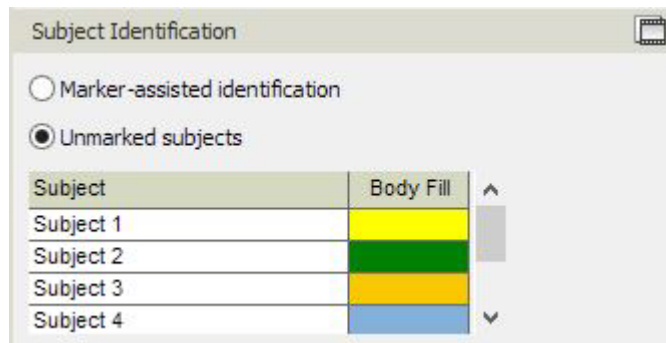 Subject Identification
Marker-assisted identification
Unmarked subjects
Subject Body Fill
Subject 1
Subject 2
Subject 3
Subject 4